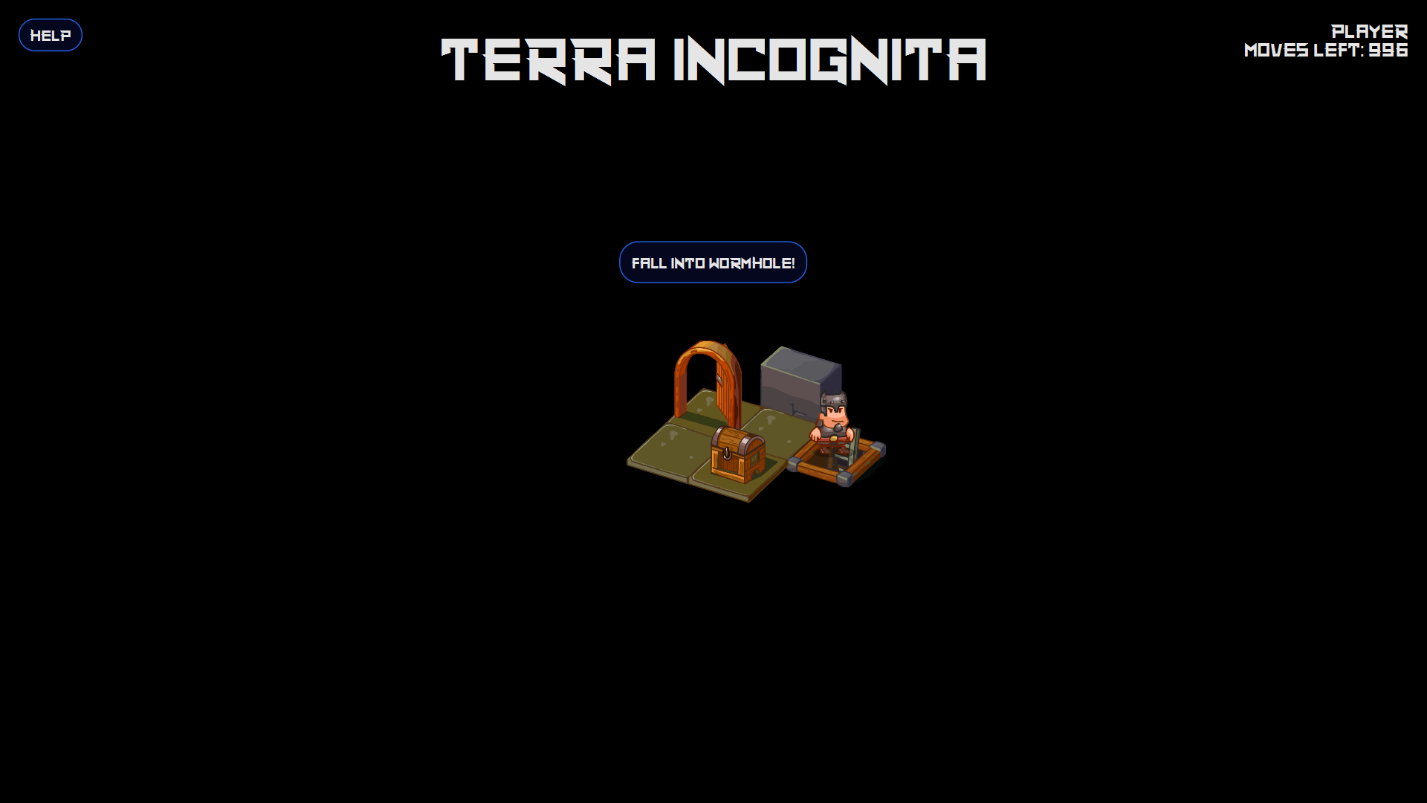 HELP
TERRA INCOGNITA
PLAYER
MOVES LEFT: 996
FALL INTO WORMHOLE!